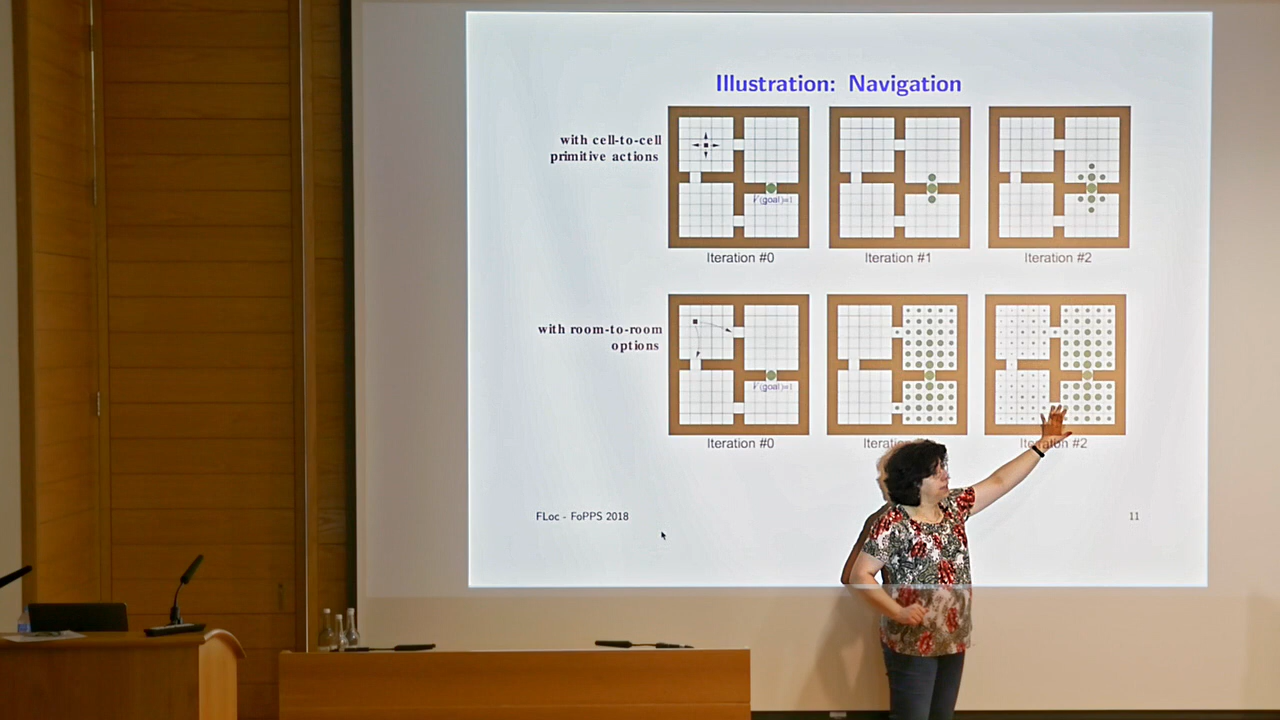 Illustration: Navigation
with cell-to-cell
primitive actions
V(goal)=1
Iteration #0
Iteration #1
Iteration #2
with room-to-room
options
V(goal)=1
Iteration #0
Iteration #2
FLoc - FoPPS 2018
11